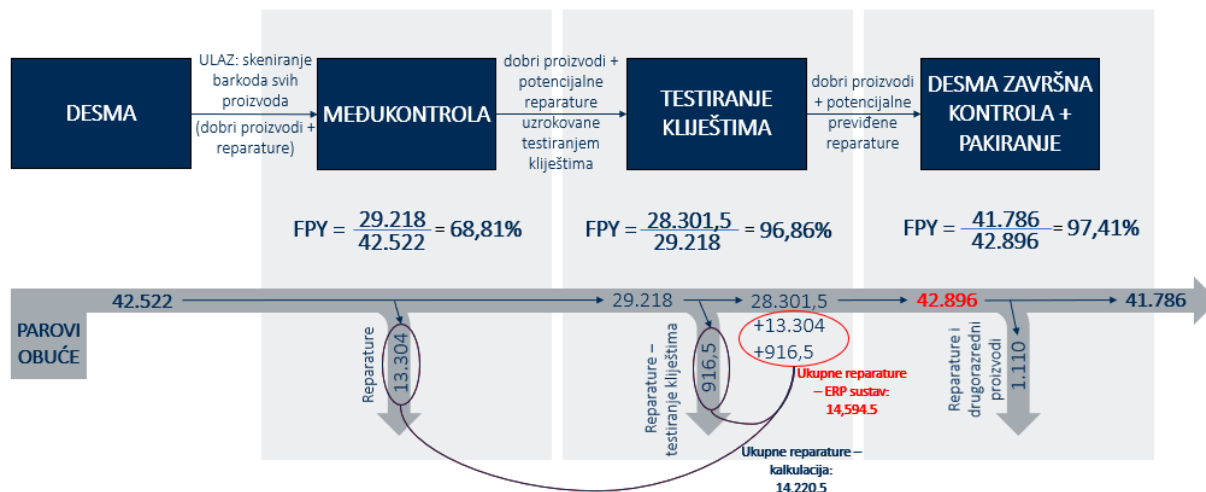 DESMA
ULAZ: skeniranje
barkoda svih
proizvoda
(dobri proizvodi +
reparature)
MEĐUKONTROLA
dobri proizvodi +
potencijalne
reparature
uzrokovane
testiranjem
kliještima
TESTIRANJE
KLIJEŠTIMA
dobri proizvodi
+ potencijalne
previđene
reparature
DESMA ZAVRŠNA
KONTROLA +
PAKIRANJE
FPY = 29.218 / 42.522 = 68,81%
FPY = 28.301,5 / 29.218 = 96,86%
FPY = 41.786 / 42.896 = 97,41%
PAROVI
OBUĆE
42.522
29.218
28.301,5
42.896
41.786
+13.304
+916,5
Reparature
13.304
Reparature –
testiranje kliještima
916,5
Ukupne reparature
– ERP sustav:
14,594.5
Reparature i
drugorazredni
proizvodi
1.110
Ukupne reparature –
kalkulacija:
14.220,5